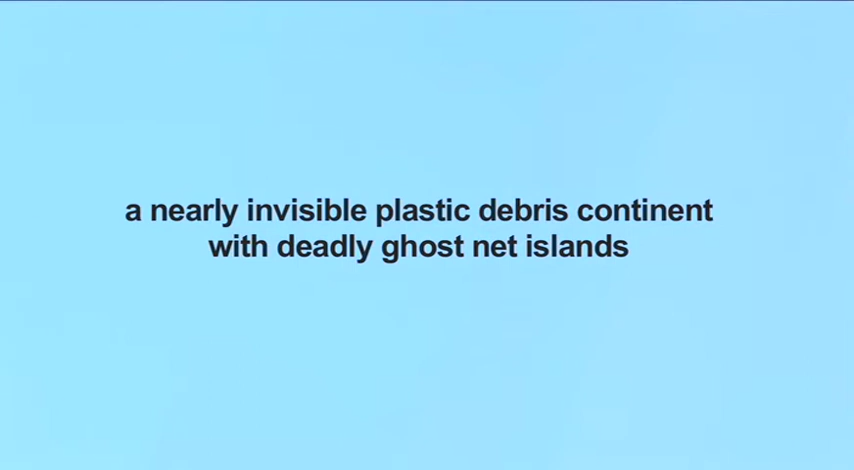 a nearly invisible plastic debris continent
with deadly ghost net islands